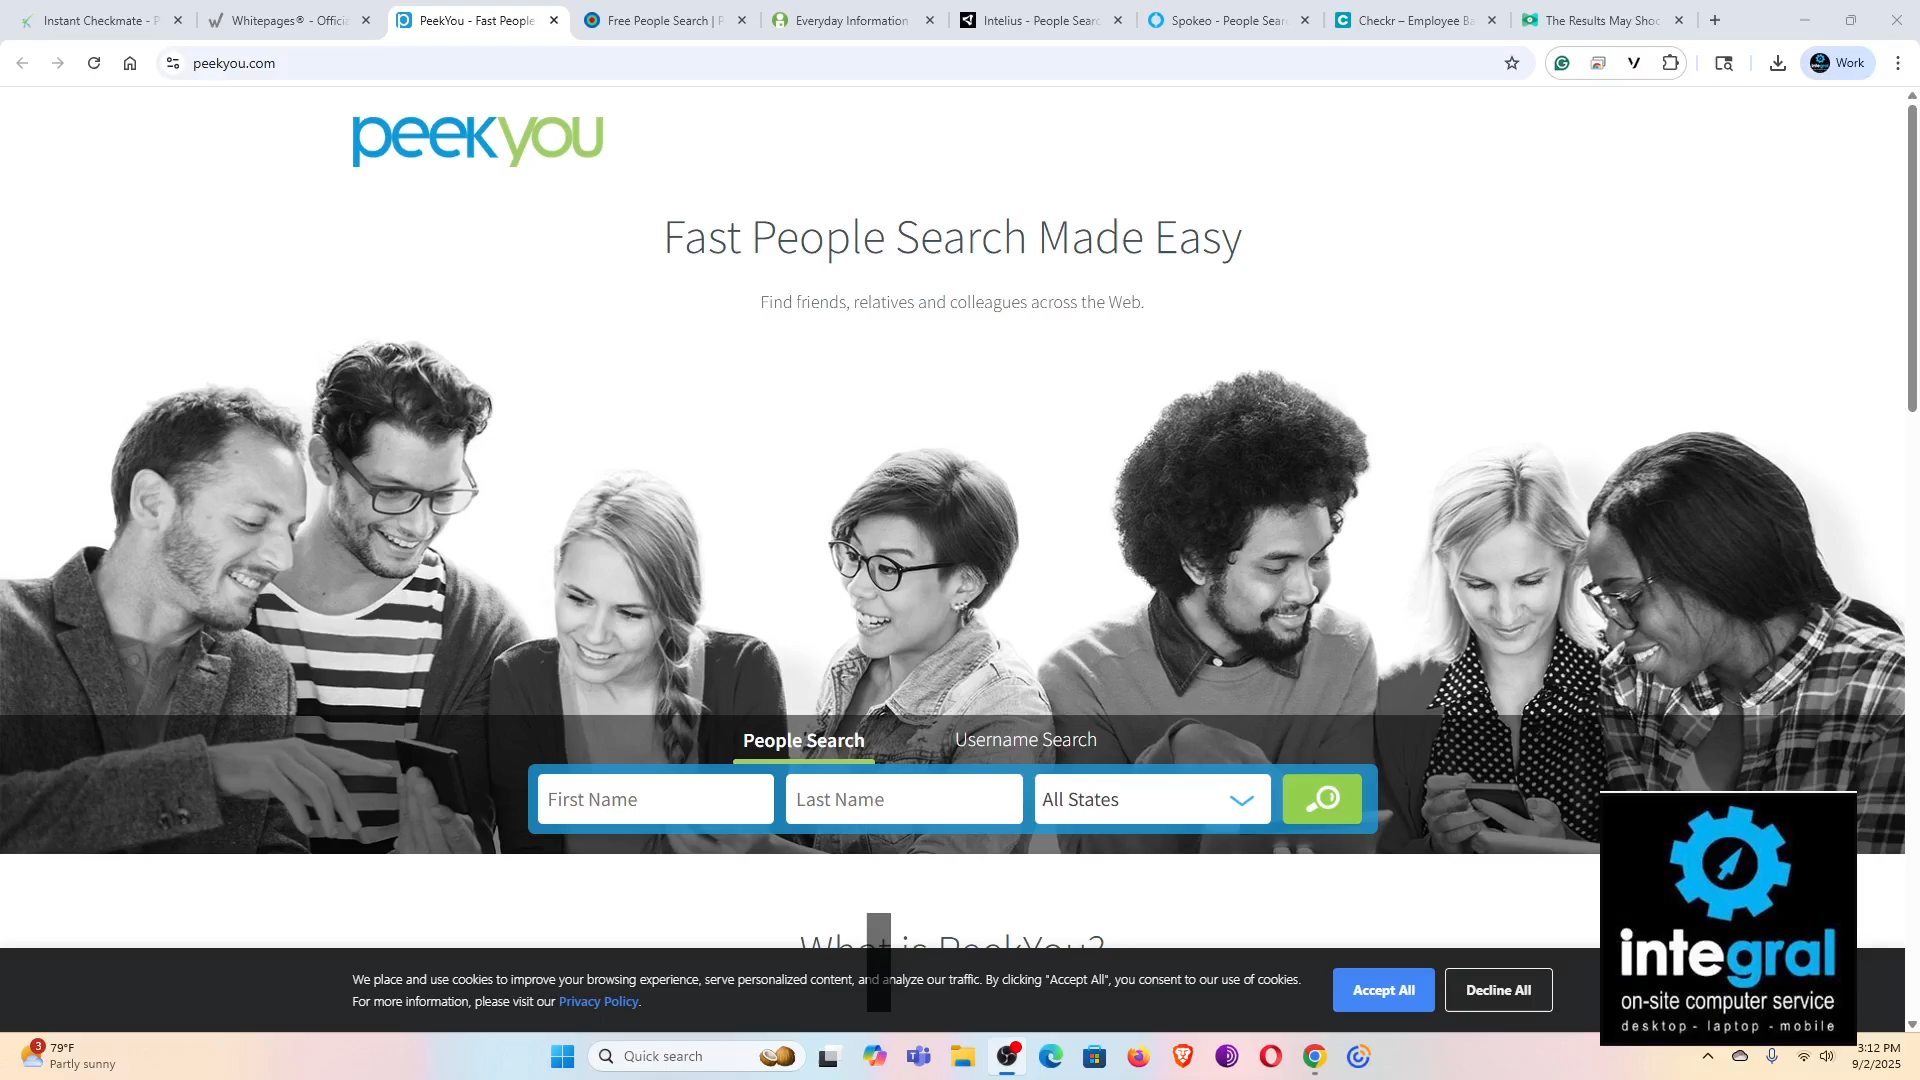 Instant Checkmate - P
Whitepages® - Officia
PeekYou - Fast People
Free People Search | P
Everyday Information
Intelius - People Searc
Spokeo - People Sear
Checkr – Employee Ba
The Results May Shoc
peekyou.com
Work
peekyou
Fast People Search Made Easy
Find friends, relatives and colleagues across the Web.
People Search
Username Search
First Name
Last Name
All States
What is PeekYou?
We place and use cookies to improve your browsing experience, serve personalized content, and analyze our traffic. By clicking "Accept All", you consent to our use of cookies.
For more information, please visit our Privacy Policy.
Accept All
Decline All
integral
on-site computer service
desktop - laptop - mobile
3
79°F
Partly sunny
Quick search
3:12 PM
9/2/2025